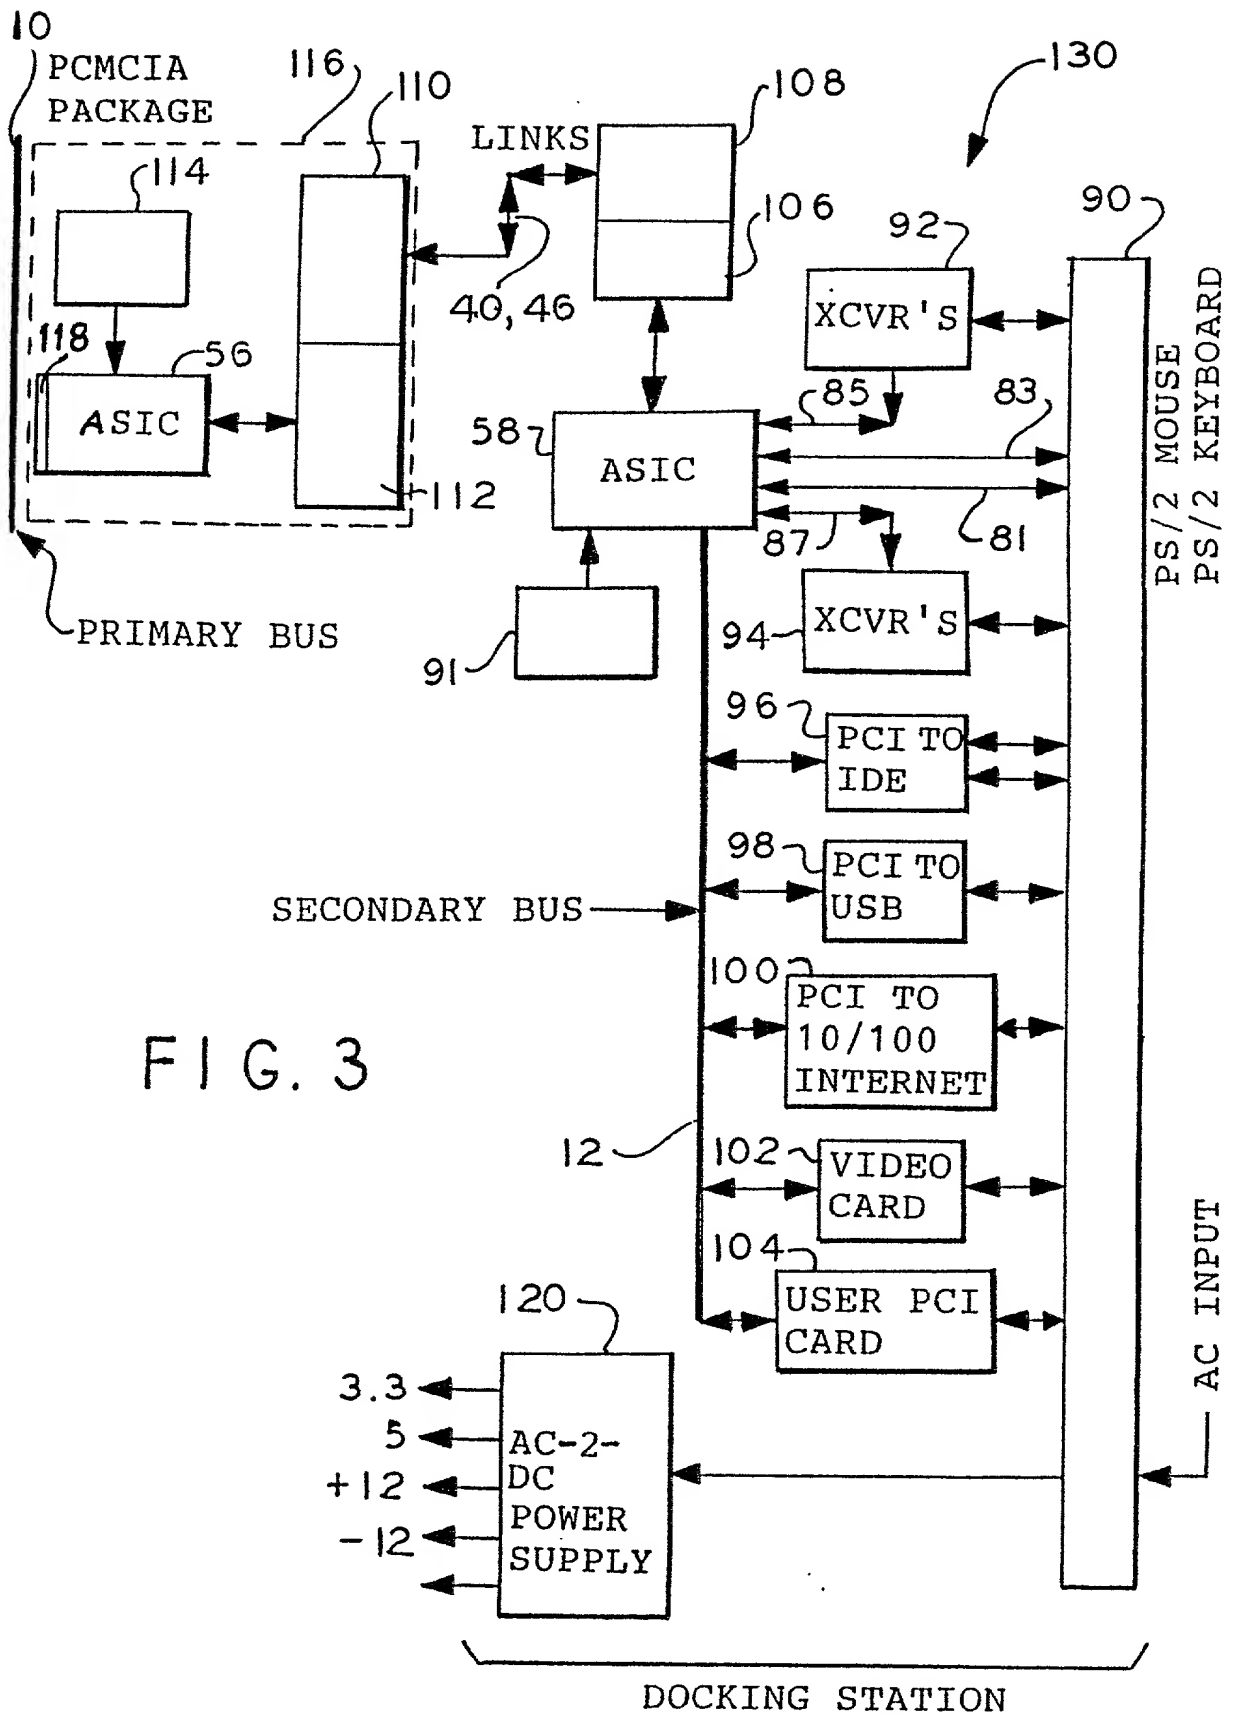 10
PCMCIA
PACKAGE
116
110
LINKS
108
130
114
106
92
90
40, 46
XCVR'S
118
56
ASIC
85
83
58
ASIC
PS/2 MOUSE
PS/2 KEYBOARD
112
87
81
PRIMARY BUS
91
94
XCVR'S
96
PCI TO
IDE
98
PCI TO
USB
SECONDARY BUS
100
PCI TO
10/100
INTERNET
FIG. 3
12
102
VIDEO
CARD
104
USER PCI
CARD
AC INPUT
120
3.3
5
+12
-12
AC-2-
DC
POWER
SUPPLY
DOCKING STATION